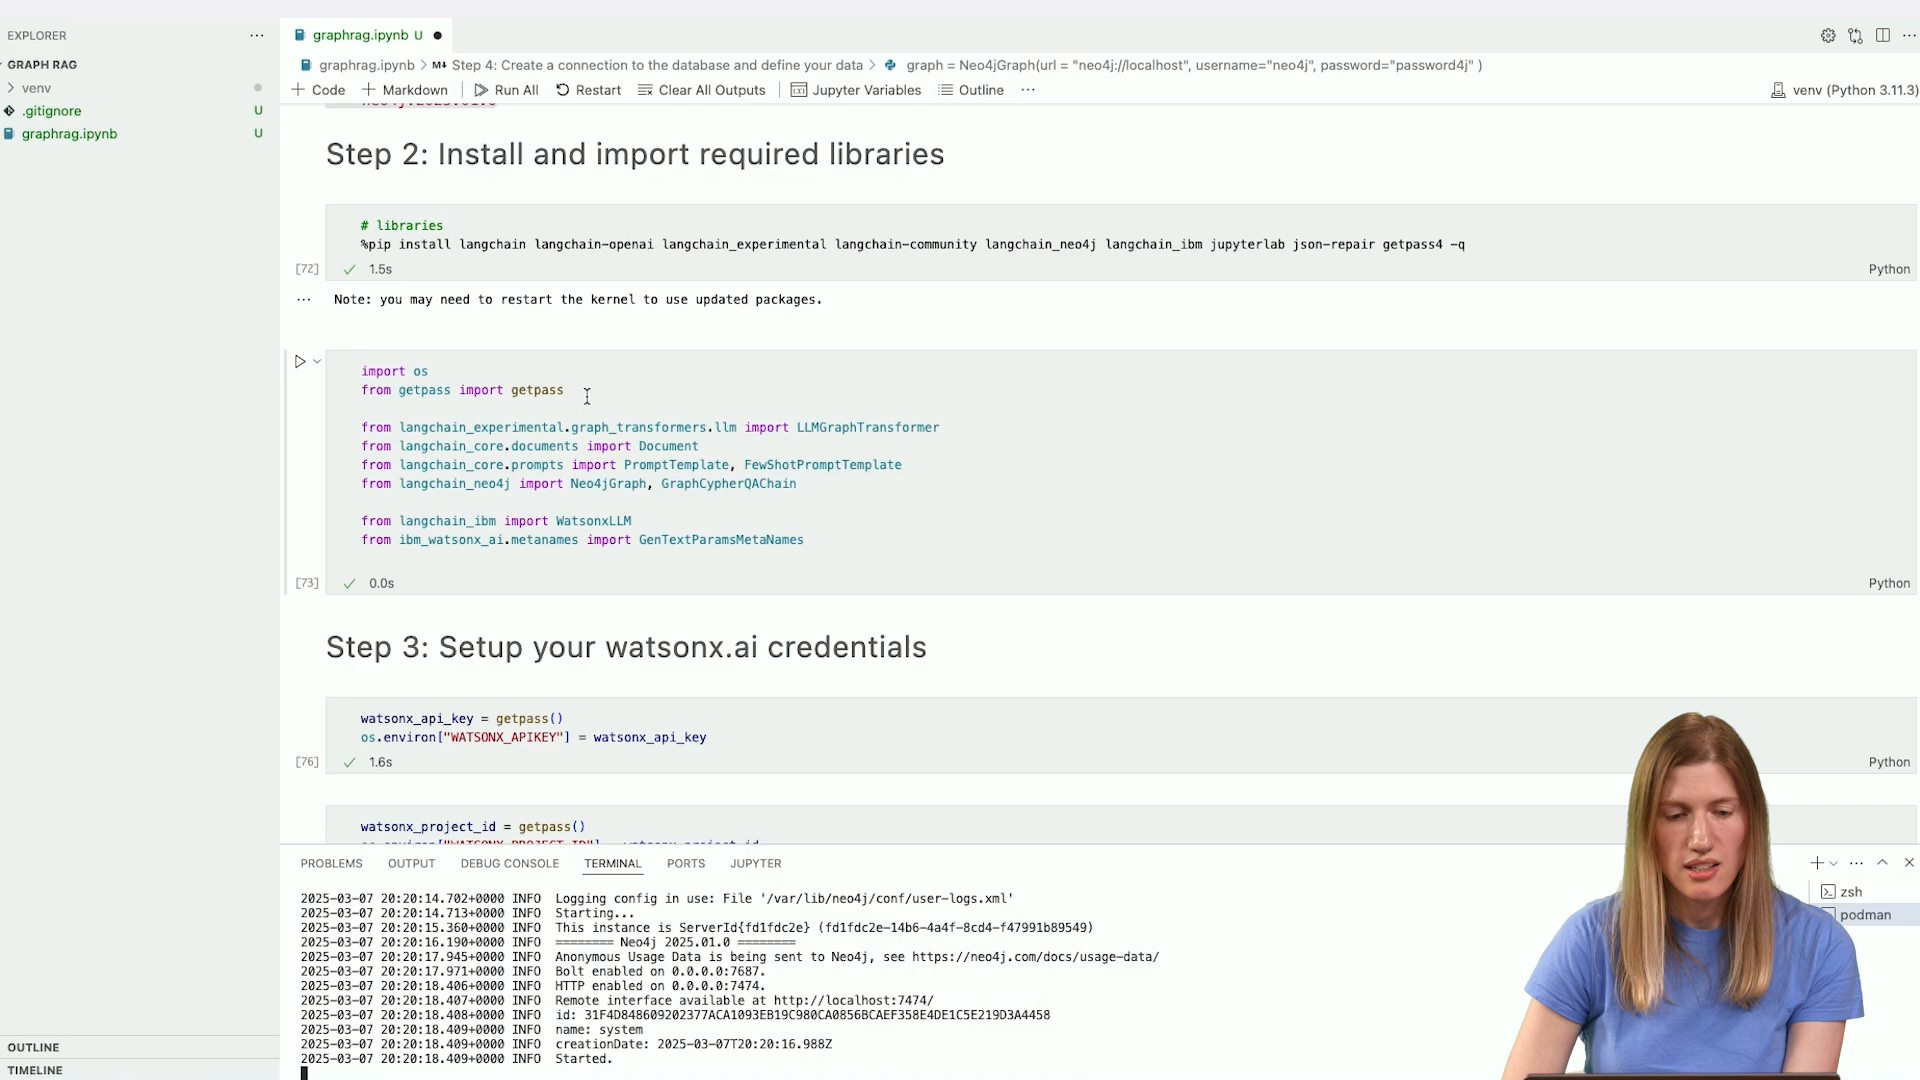 EXPLORER
graphrag.ipynb U
GRAPH RAG
venv
.gitignore U
graphrag.ipynb U
graphrag.ipynb > M↓ Step 4: Create a connection to the database and define your data > graph = Neo4jGraph(url = "neo4j://localhost", username="neo4j", password="password4j" )
+ Code + Markdown Run All Restart Clear All Outputs Jupyter Variables Outline ··· venv (Python 3.11.3)
neo4j:2025.01.0
Step 2: Install and import required libraries
# libraries
%pip install langchain langchain-openai langchain_experimental langchain-community langchain_neo4j langchain_ibm jupyterlab json-repair getpass4 -q
[72] ✓ 1.5s Python
··· Note: you may need to restart the kernel to use updated packages.
import os
from getpass import getpass
from langchain_experimental.graph_transformers.llm import LLMGraphTransformer
from langchain_core.documents import Document
from langchain_core.prompts import PromptTemplate, FewShotPromptTemplate
from langchain_neo4j import Neo4jGraph, GraphCypherQAChain
from langchain_ibm import WatsonxLLM
from ibm_watsonx_ai.metanames import GenTextParamsMetaNames
[73] ✓ 0.0s Python
Step 3: Setup your watsonx.ai credentials
watsonx_api_key = getpass()
os.environ["WATSONX_APIKEY"] = watsonx_api_key
[76] ✓ 1.6s Python
watsonx_project_id = getpass()
os.environ["WATSONX_PROJECT_ID"] = watsonx_project_id
PROBLEMS OUTPUT DEBUG CONSOLE TERMINAL PORTS JUPYTER
zsh
podman
2025-03-07 20:20:14.702+0000 INFO Logging config in use: File '/var/lib/neo4j/conf/user-logs.xml'
2025-03-07 20:20:14.713+0000 INFO Starting...
2025-03-07 20:20:15.360+0000 INFO This instance is ServerId{fd1fdc2e} (fd1fdc2e-14b6-4a4f-8cd4-f47991b89549)
2025-03-07 20:20:16.190+0000 INFO ======== Neo4j 2025.01.0 ========
2025-03-07 20:20:17.945+0000 INFO Anonymous Usage Data is being sent to Neo4j, see https://neo4j.com/docs/usage-data/
2025-03-07 20:20:17.971+0000 INFO Bolt enabled on 0.0.0.0:7687.
2025-03-07 20:20:18.406+0000 INFO HTTP enabled on 0.0.0.0:7474.
2025-03-07 20:20:18.407+0000 INFO Remote interface available at http://localhost:7474/
2025-03-07 20:20:18.408+0000 INFO id: 31F4D848609202377ACA1093EB19C980CA0856BCAEF358E4DE1C5E219D3A4458
2025-03-07 20:20:18.409+0000 INFO name: system
2025-03-07 20:20:18.409+0000 INFO creationDate: 2025-03-07T20:20:16.988Z
2025-03-07 20:20:18.409+0000 INFO Started.
OUTLINE
TIMELINE